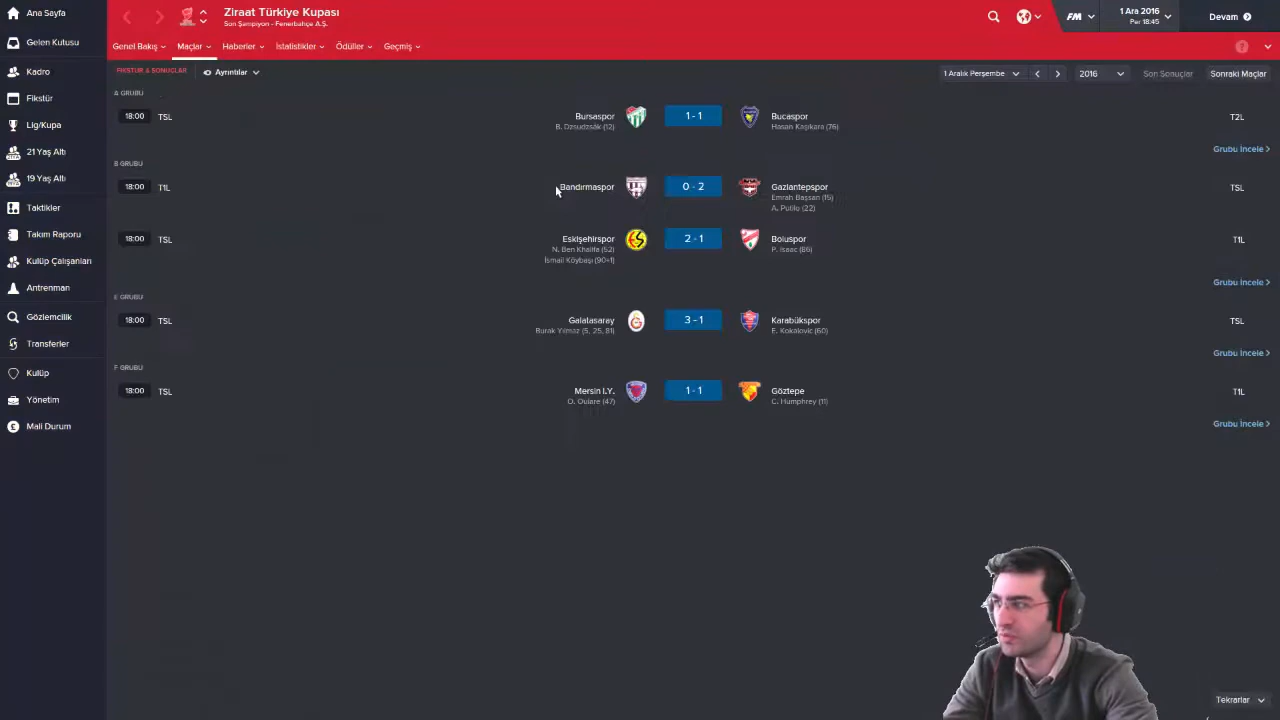 Ana Sayfa
Gelen Kutusu
Kadro
Fikstür
Lig/Kupa
21 Yaş Altı
19 Yaş Altı
Taktikler
Takım Raporu
Kulüp Çalışanları
Antrenman
Gözlemcilik
Transferler
Kulüp
Yönetim
Mali Durum
Ziraat Türkiye Kupası
Son Şampiyon - Fenerbahçe A.Ş.
FM
1 Ara 2016
Per 18:45
Devam
Genel Bakış Maçlar Haberler İstatistikler Ödüller Geçmiş
FİKSTÜR & SONUÇLAR Ayrıntılar 1 Aralık Perşembe 2016 Son Sonuçlar Sonraki Maçlar
A GRUBU
18:00 TSL Bursaspor 1 - 1 Bucaspor T2L
B. Dzsudzsák (12) Hasan Kaşıkara (76)
Grubu İncele
B GRUBU
18:00 T1L Bandırmaspor 0 - 2 Gaziantepspor TSL
Emrah Başsan (15)
A. Putilo (22)
18:00 TSL Eskişehirspor 2 - 1 Boluspor T1L
N. Ben Khalifa (52) P. Isaac (86)
İsmail Köybaşı (90+1)
Grubu İncele
E GRUBU
18:00 TSL Galatasaray 3 - 1 Karabükspor TSL
Burak Yılmaz (5, 25, 81) E. Kokalovic (60)
Grubu İncele
F GRUBU
18:00 TSL Mersin İ.Y. 1 - 1 Göztepe T1L
O. Oulare (47) C. Humphrey (11)
Grubu İncele
Tekrarlar